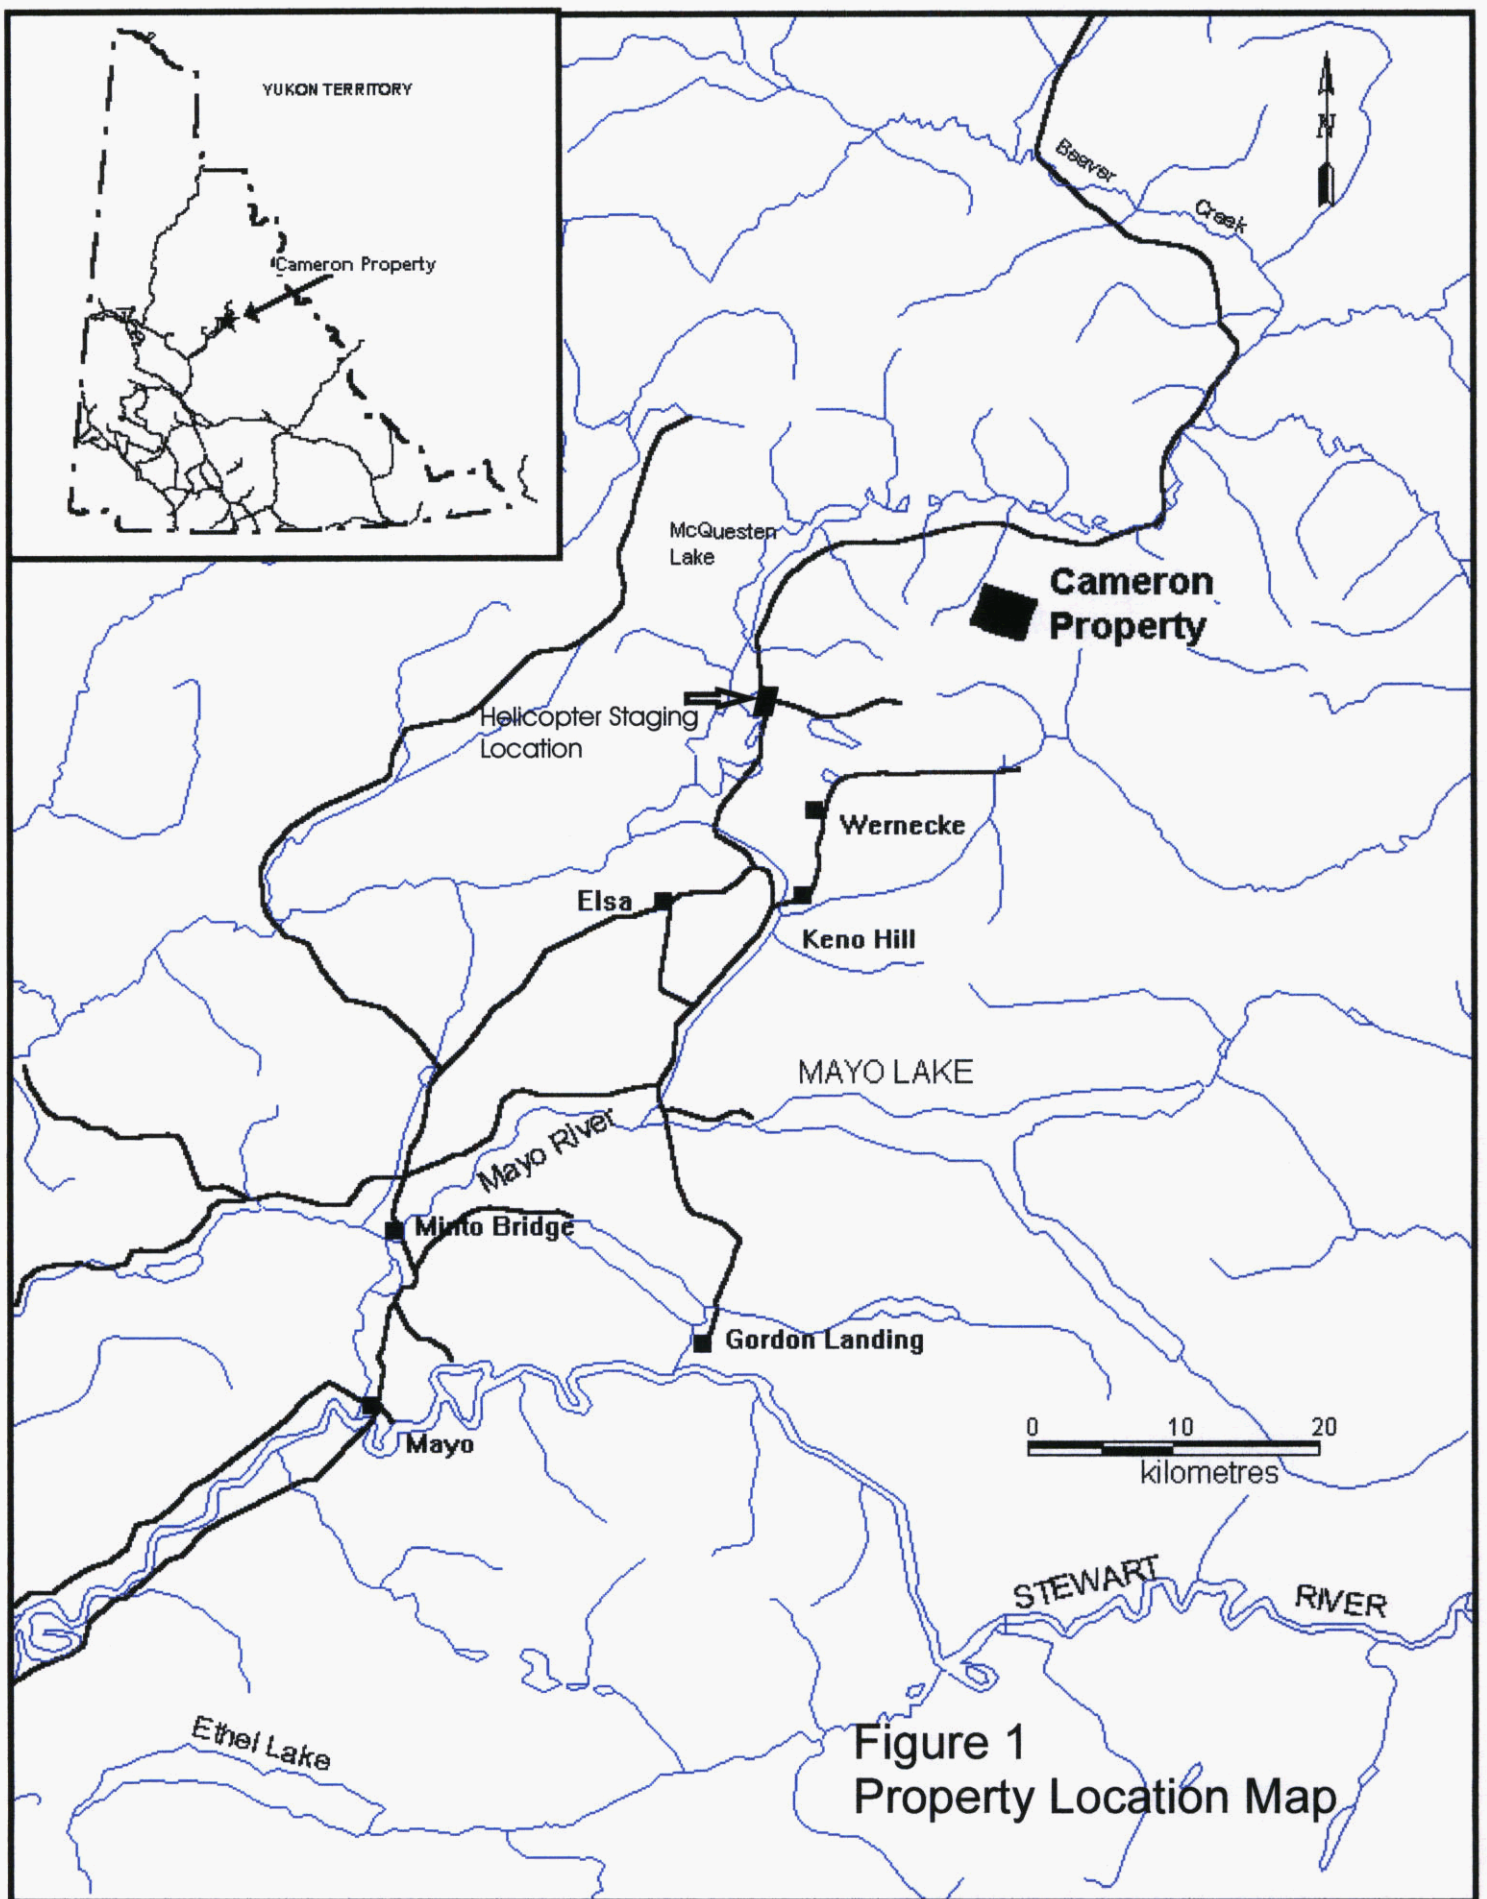 YUKON TERRITORY
Cameron Property
N
Beaver
Creek
McQuesten
Lake
Cameron
Property
Helicopter Staging
Location
Wernecke
Elsa
Keno Hill
MAYO LAKE
Mayo River
Minto Bridge
Gordon Landing
Mayo
0 10 20
kilometres
STEWART RIVER
Ethel Lake
Figure 1
Property Location Map